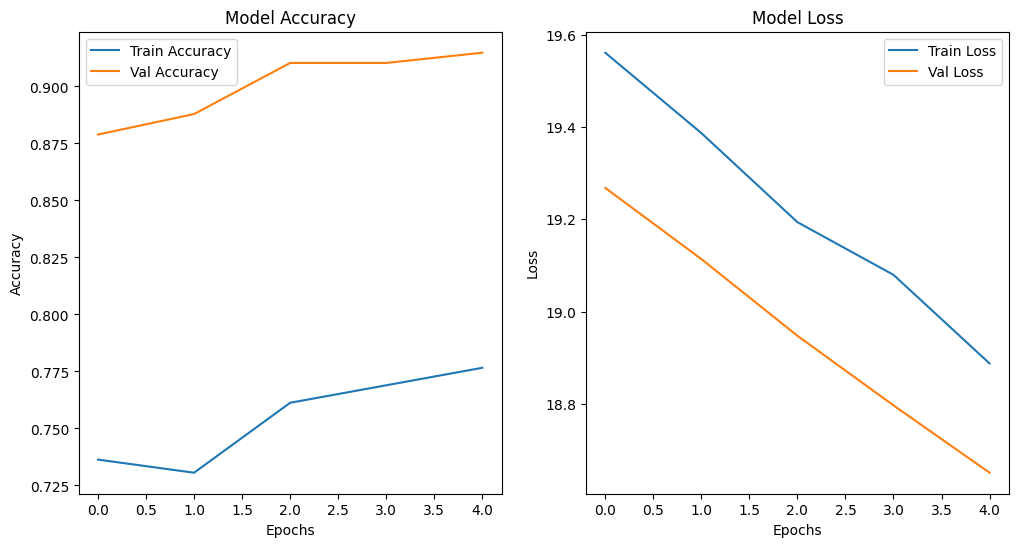 Model Accuracy
Train Accuracy
Val Accuracy
0.900
0.875
0.850
0.825
0.800
0.775
0.750
0.725
Accuracy
0.0 0.5 1.0 1.5 2.0 2.5 3.0 3.5 4.0
Epochs
Model Loss
Train Loss
Val Loss
19.6
19.4
19.2
19.0
18.8
Loss
0.0 0.5 1.0 1.5 2.0 2.5 3.0 3.5 4.0
Epochs